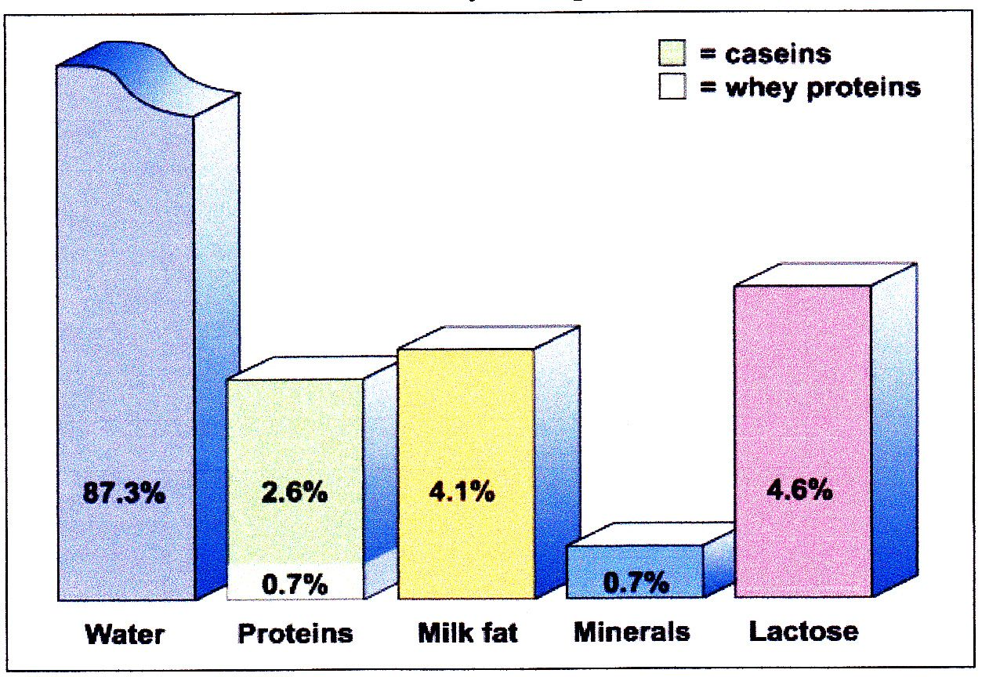 = caseins
= whey proteins
87.3%
2.6%
4.1%
4.6%
0.7%
0.7%
Water
Proteins
Milk fat
Minerals
Lactose